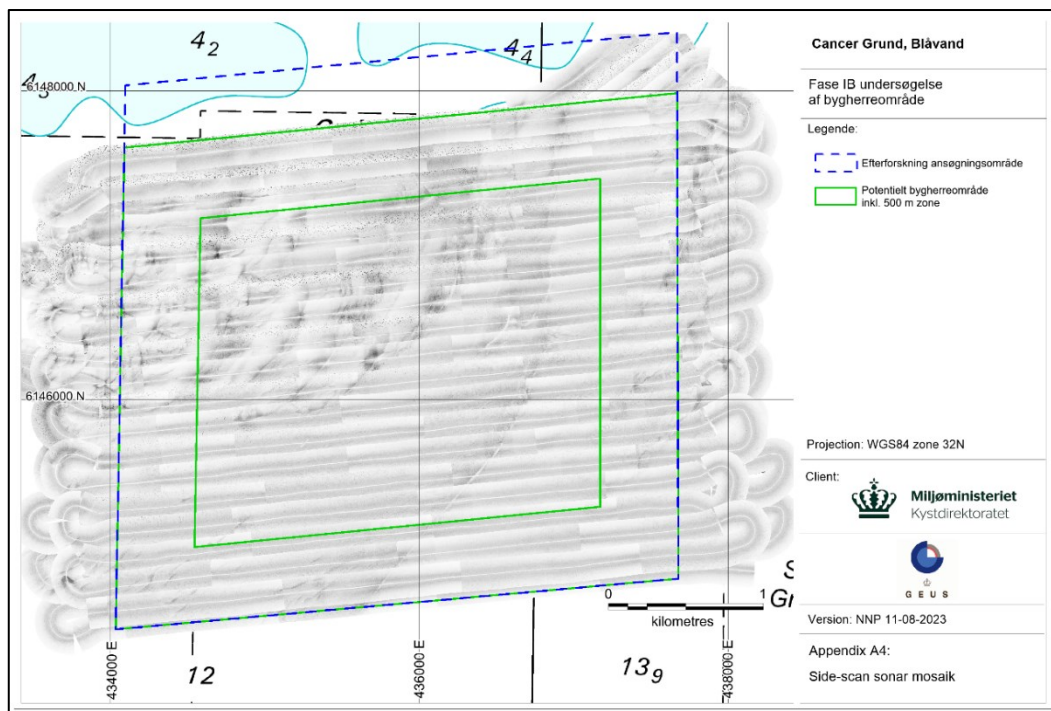 4₂
4₄
6148000 N
6146000 N
434000 E
436000 E
438000 E
12
13₉
0
1
kilometres
Cancer Grund, Blåvand
Fase IB undersøgelse
af bygherreområde
Legende:
Efterforskning ansøgningsområde
Potentielt bygherreområde
inkl. 500 m zone
Projection: WGS84 zone 32N
Client:
Miljøministeriet
Kystdirektoratet
G E U S
Version: NNP 11-08-2023
Appendix A4:
Side-scan sonar mosaik